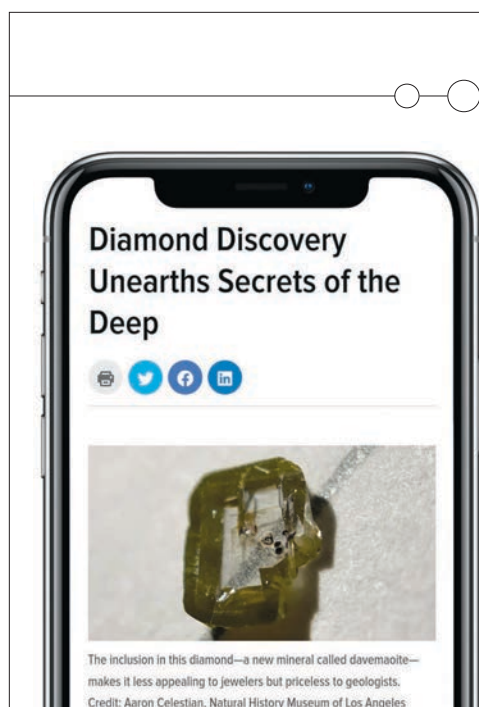 Diamond Discovery
Unearths Secrets of the
Deep
in
The inclusion in this diamond—a new mineral called davemaoite—
makes it less appealing to jewelers but priceless to geologists.
Credit: Aaron Celestian, Natural History Museum of Los Angeles